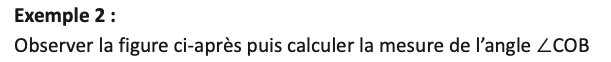 Exemple 2 :
Observer la figure ci-après puis calculer la mesure de l’angle ∠COB